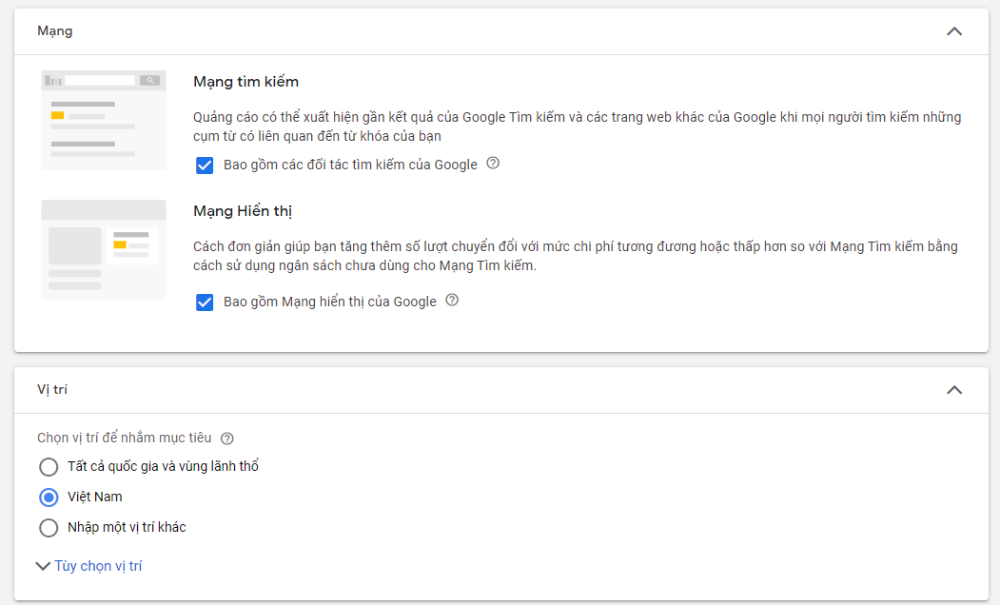 Mạng
Mạng tìm kiếm
Quảng cáo có thể xuất hiện gần kết quả của Google Tìm kiếm và các trang web khác của Google khi mọi người tìm kiếm những
cụm từ có liên quan đến từ khóa của bạn
Bao gồm các đối tác tìm kiếm của Google
Mạng Hiển thị
Cách đơn giản giúp bạn tăng thêm số lượt chuyển đổi với mức chi phí tương đương hoặc thấp hơn so với Mạng Tìm kiếm bằng
cách sử dụng ngân sách chưa dùng cho Mạng Tìm kiếm.
Bao gồm Mạng hiển thị của Google
Vị trí
Chọn vị trí để nhắm mục tiêu
Tất cả quốc gia và vùng lãnh thổ
Việt Nam
Nhập một vị trí khác
Tùy chọn vị trí